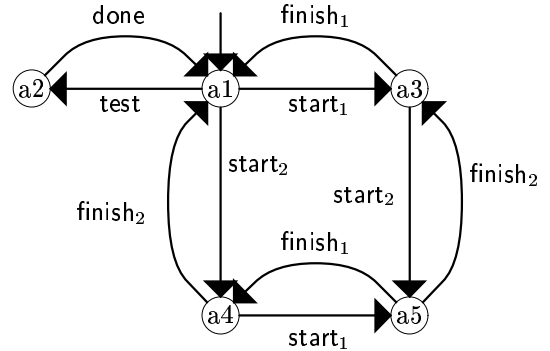 done
finish₁
a2
a1
a3
test
start₁
start₂
finish₂
start₂
finish₂
finish₁
a4
a5
start₁